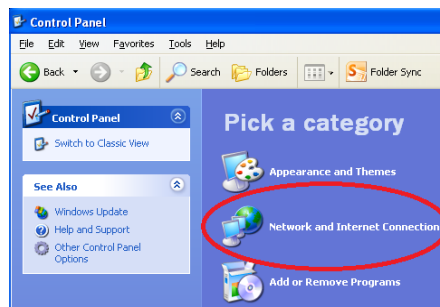 Control Panel
File Edit View Favorites Tools Help
Back Search Folders Folder Sync
Control Panel
Switch to Classic View
See Also
Windows Update
Help and Support
Other Control Panel
Options
Pick a category
Appearance and Themes
Network and Internet Connection
Add or Remove Programs